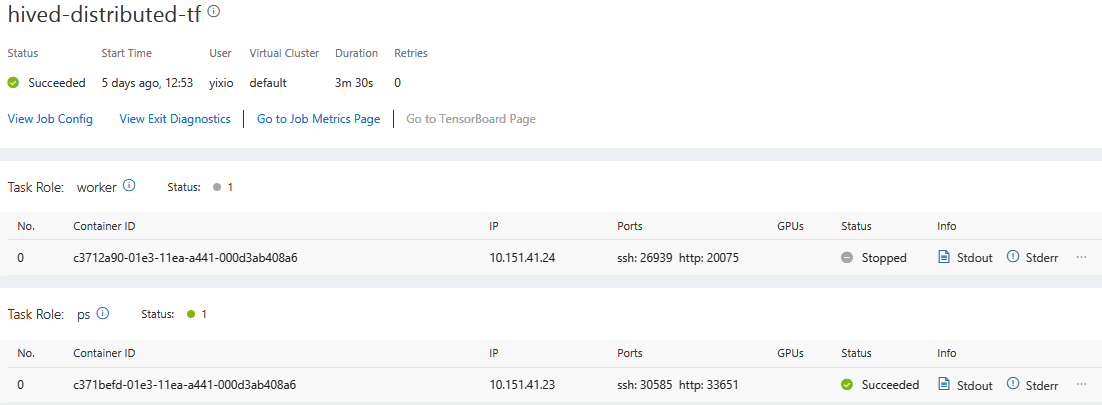 hived-distributed-tf
Status Start Time User Virtual Cluster Duration Retries
Succeeded 5 days ago, 12:53 yixio default 3m 30s 0
View Job Config View Exit Diagnostics Go to Job Metrics Page Go to TensorBoard Page
Task Role: worker Status: 1
No. Container ID IP Ports GPUs Status Info
0 c3712a90-01e3-11ea-a441-000d3ab408a6 10.151.41.24 ssh: 26939 http: 20075 Stopped Stdout Stderr ...
Task Role: ps Status: 1
No. Container ID IP Ports GPUs Status Info
0 c371befd-01e3-11ea-a441-000d3ab408a6 10.151.41.23 ssh: 30585 http: 33651 Succeeded Stdout Stderr ...